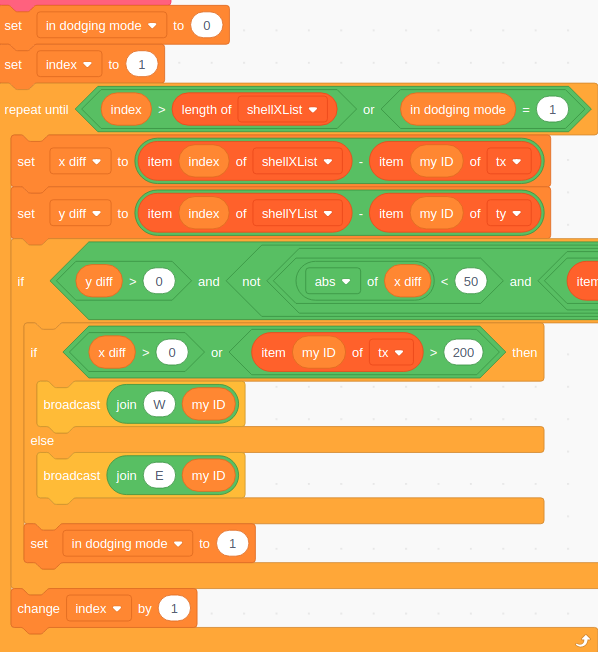 set in dodging mode to 0
set index to 1
repeat until index > length of shellXList or in dodging mode = 1
set x diff to item index of shellXList - item my ID of tx
set y diff to item index of shellYList - item my ID of ty
if y diff > 0 and not abs of x diff < 50 and item
if x diff > 0 or item my ID of tx > 200 then
broadcast join W my ID
else
broadcast join E my ID
set in dodging mode to 1
change index by 1